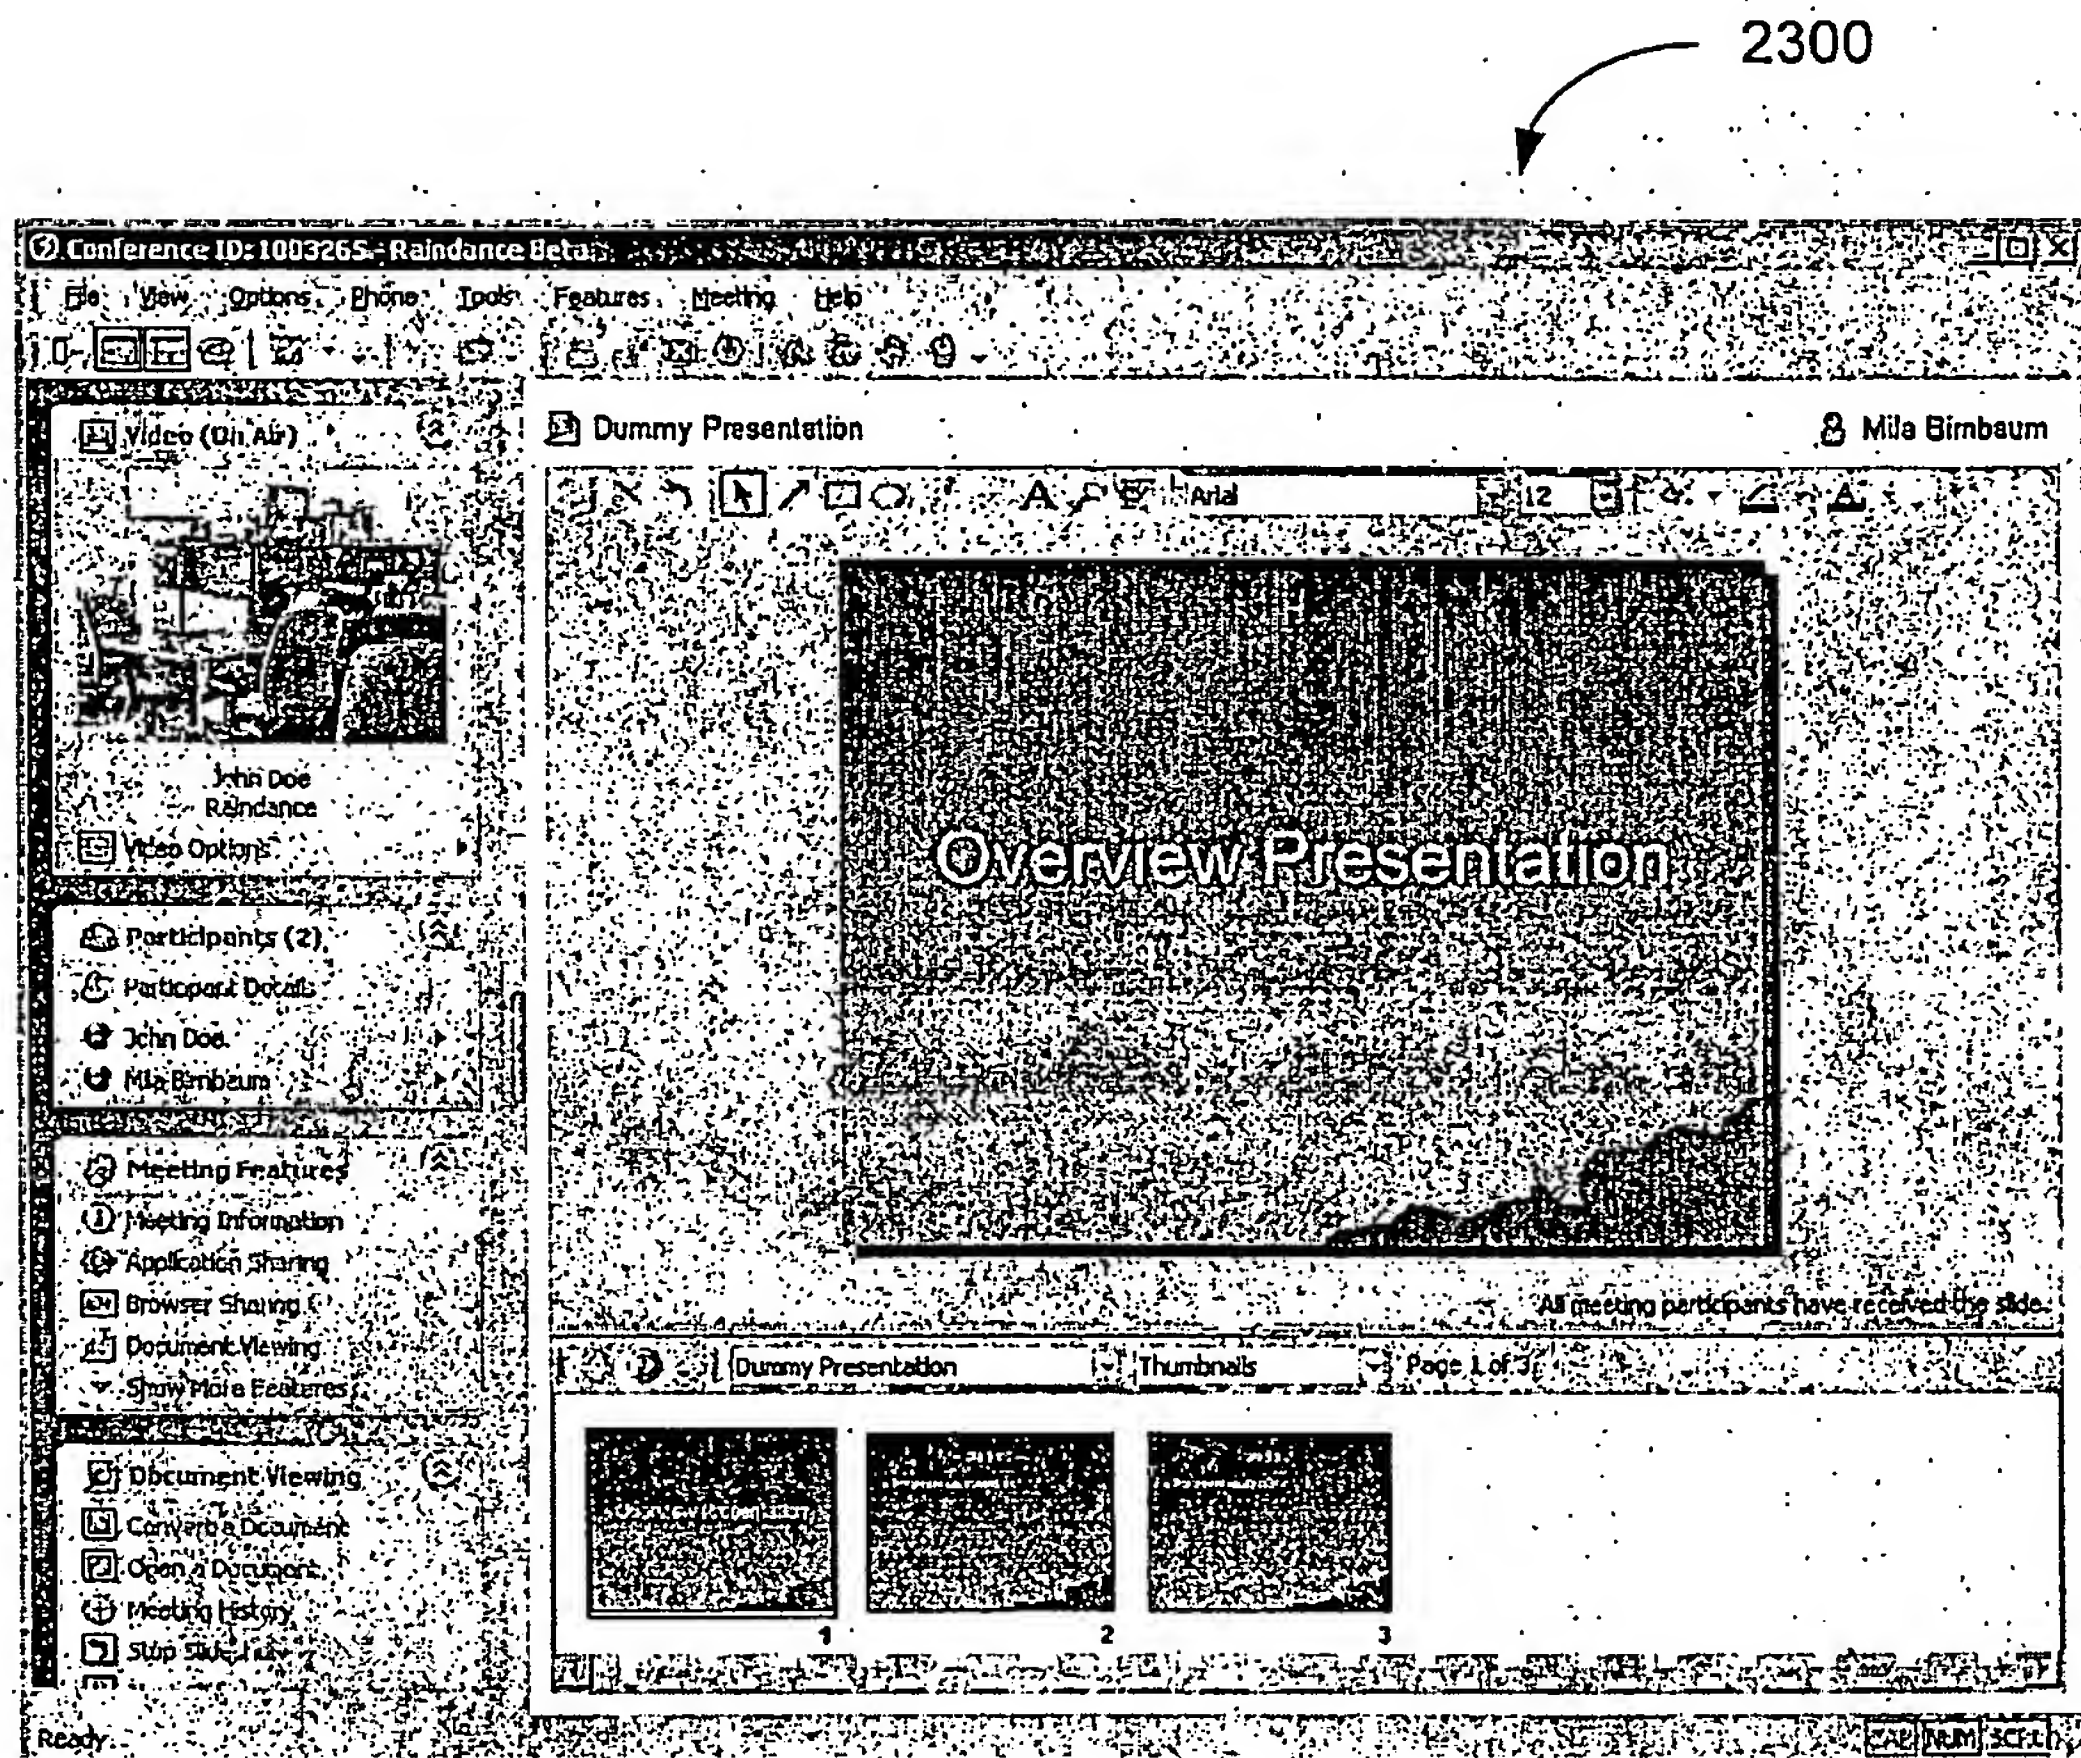 2300
Conference ID: 1003265 - Raindance Beta
File View Options Phone Tools Features Meeting Help
Video (On Air)
John Doe
Raindance
Video Options
Participants (2)
Participant Details
John Doe
Mila Birnbaum
Meeting Features
Meeting Information
Application Sharing
Browser Sharing
Document Viewing
Show More Features
Document Viewing
Convert a Document
Open a Document
Meeting History
Stop
Ready
Dummy Presentation
Mila Birnbaum
Arial 12
Overview Presentation
All meeting participants have received the slide.
Dummy Presentation Thumbnails Page 1 of 3
1 2 3
CAP NUM SCRL